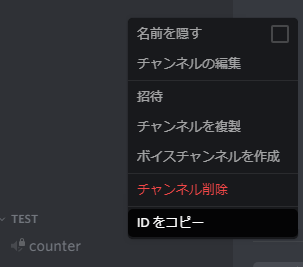 名前を隠す
チャンネルの編集
招待
チャンネルを複製
ボイスチャンネルを作成
チャンネル削除
IDをコピー
TEST
counter